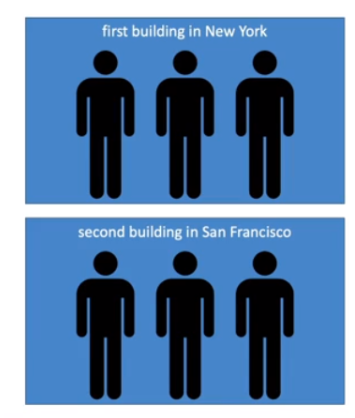 first building in New York
second building in San Francisco